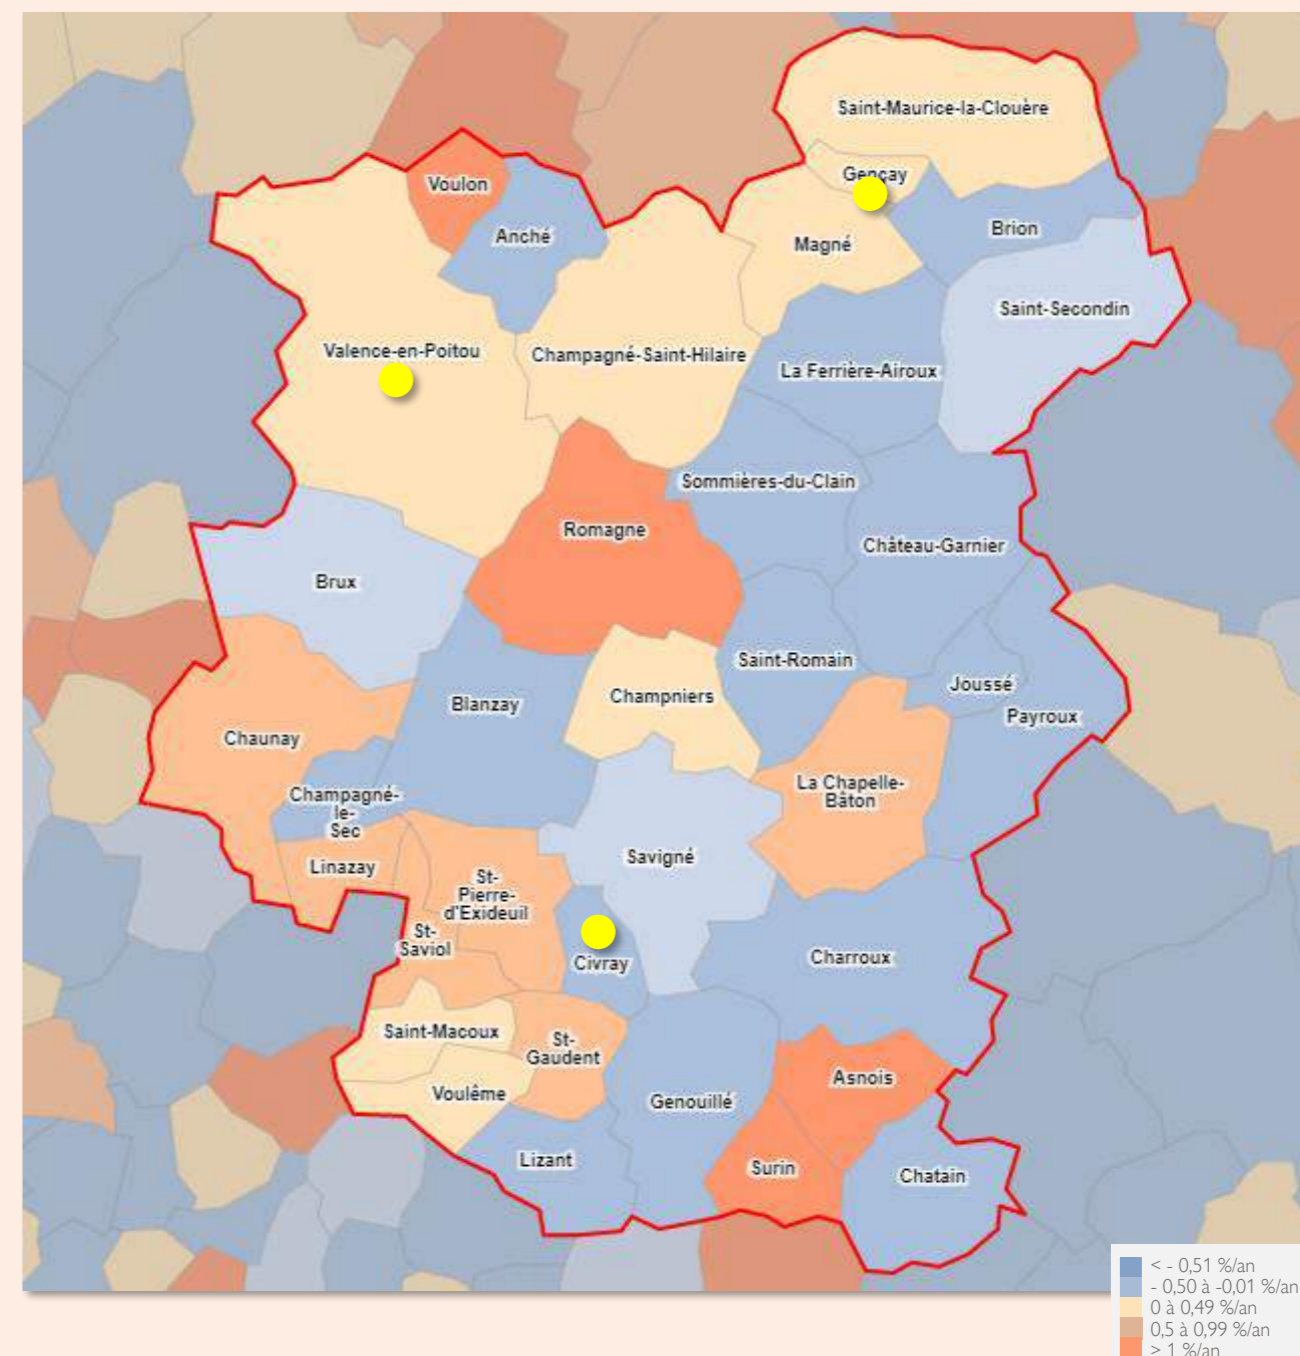 Saint-Maurice-la-Clouère
Gençay
Voulon
Anché
Magné
Brion
Saint-Secondin
Valence-en-Poitou
Champagné-Saint-Hilaire
La Ferrière-Airoux
Sommières-du-Clain
Romagne
Château-Garnier
Brux
Saint-Romain
Joussé
Blanzay
Champniers
Payroux
Chaunay
La Chapelle-
Bâton
Champagné-
le-
Sec
Savigné
Linazay
St-
Pierre-
d'Exideuil
St-
Saviol
Civray
Charroux
Saint-Macoux
St-
Gaudent
Asnois
Voulême
Genouillé
Lizant
Surin
Chatain
< - 0,51 %/an
- 0,50 à -0,01 %/an
0 à 0,49 %/an
0,5 à 0,99 %/an
> 1 %/an